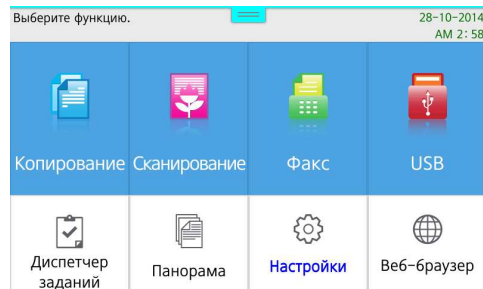 Выберите функцию.
28-10-2014
AM 2:58
Копирование Сканирование Факс USB
Диспетчер заданий
Панорама
Настройки
Веб-браузер